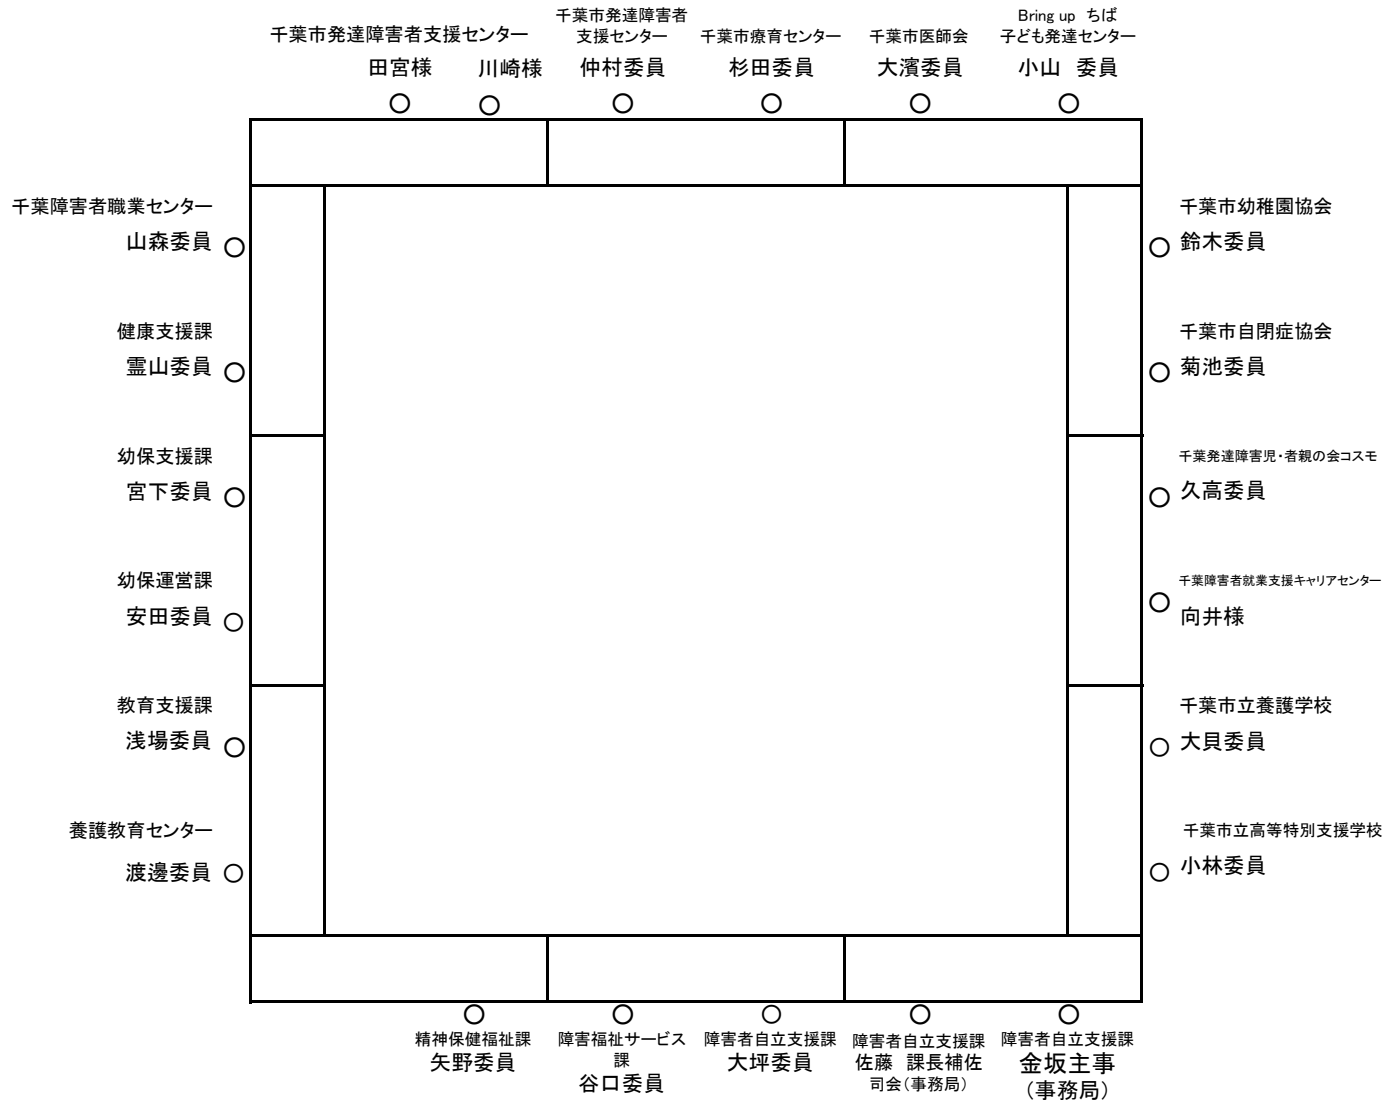 千葉市発達障害者支援センター
田宮様 川崎様
千葉市発達障害者
支援センター
仲村委員
千葉市療育センター
杉田委員
千葉市医師会
大濱委員
Bring up ちば
子ども発達センター
小山 委員
千葉障害者職業センター
山森委員
健康支援課
霊山委員
幼保支援課
宮下委員
幼保運営課
安田委員
教育支援課
浅場委員
養護教育センター
渡邊委員
千葉市幼稚園協会
鈴木委員
千葉市自閉症協会
菊池委員
千葉発達障害児・者親の会コスモ
久高委員
千葉障害者就業支援キャリアセンター
向井様
千葉市立養護学校
大貝委員
千葉市立高等特別支援学校
小林委員
精神保健福祉課
矢野委員
障害福祉サービス
課
谷口委員
障害者自立支援課
大坪委員
障害者自立支援課
佐藤 課長補佐
司会（事務局）
障害者自立支援課
金坂主事
（事務局）